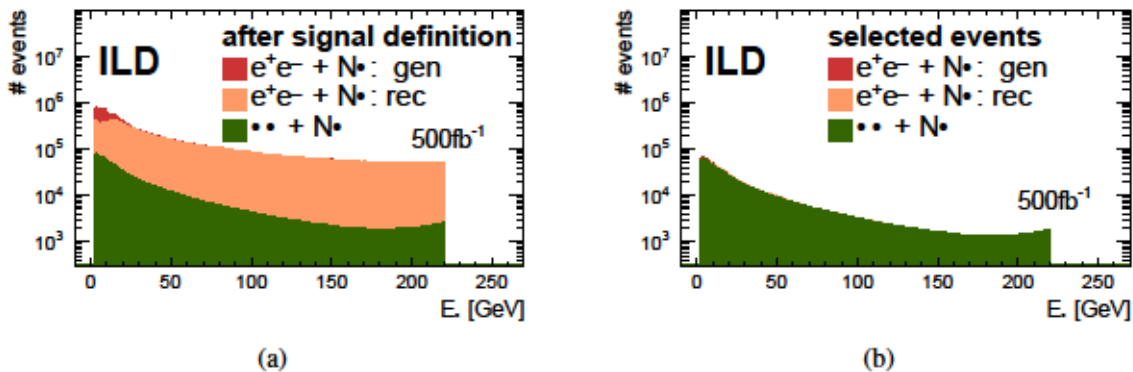 # events
10⁷
10⁶
10⁵
10⁴
10³
ILD
after signal definition
e⁺e⁻ + N•: gen
e⁺e⁻ + N•: rec
•• + N•
500fb⁻¹
0 50 100 150 200 250
E. [GeV]
(a)
# events
10⁷
10⁶
10⁵
10⁴
10³
ILD
selected events
e⁺e⁻ + N•: gen
e⁺e⁻ + N•: rec
•• + N•
500fb⁻¹
0 50 100 150 200 250
E. [GeV]
(b)